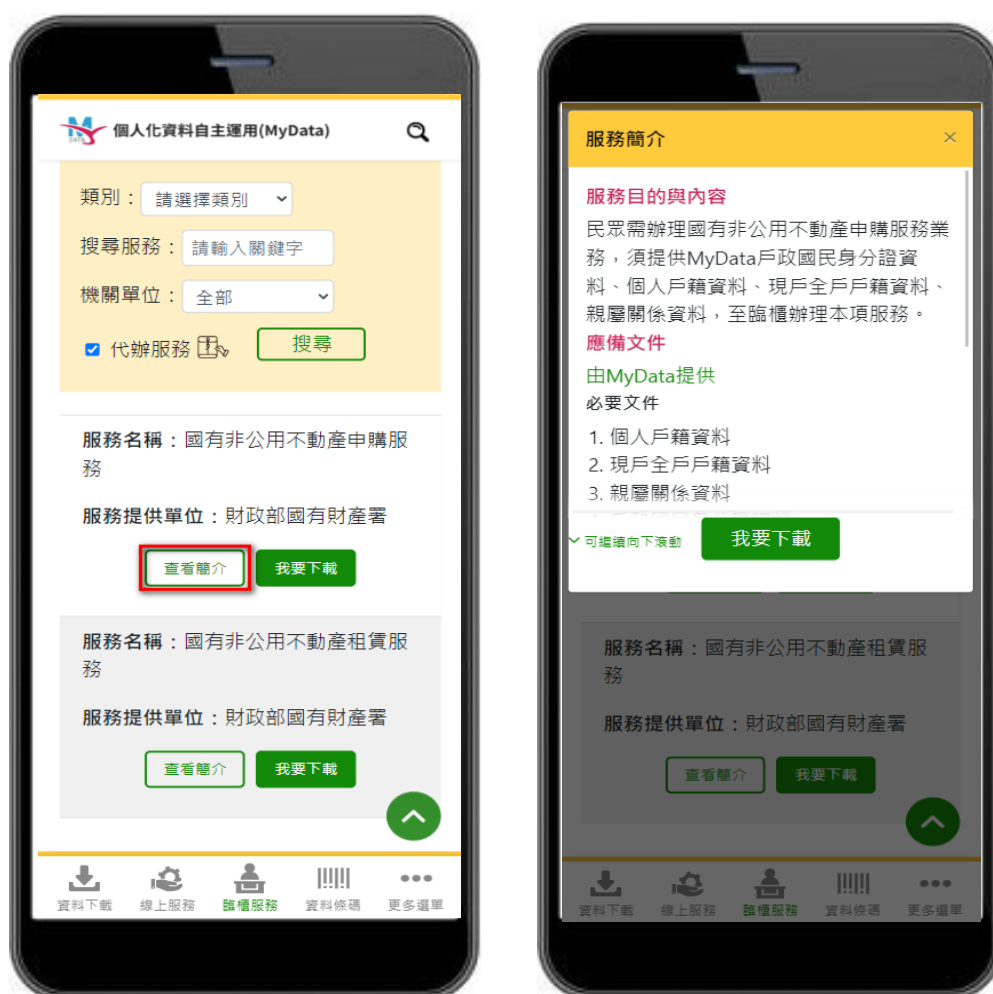 個人化資料自主運用(MyData)
類別：
請選擇類別
搜尋服務：
請輸入關鍵字
機關單位：
全部
代辦服務
搜尋
服務名稱：國有非公用不動產申購服
務
服務提供單位：財政部國有財產署
查看簡介
我要下載
服務名稱：國有非公用不動產租賃服
務
服務提供單位：財政部國有財產署
查看簡介
我要下載
資料下載
線上服務
臨櫃服務
資料條碼
更多選單
服務簡介
服務目的與內容
民眾需辦理國有非公用不動產申購服務業
務，須提供MyData戶政國民身分證資
料、個人戶籍資料、現戶全戶戶籍資料、
親屬關係資料，至臨櫃辦理本項服務。
應備文件
由MyData提供
必要文件
1. 個人戶籍資料
2. 現戶全戶戶籍資料
3. 親屬關係資料
可繼續向下滾動
我要下載
服務名稱：國有非公用不動產租賃服
務
服務提供單位：財政部國有財產署
查看簡介
我要下載
資料下載
線上服務
臨櫃服務
資料條碼
更多選單